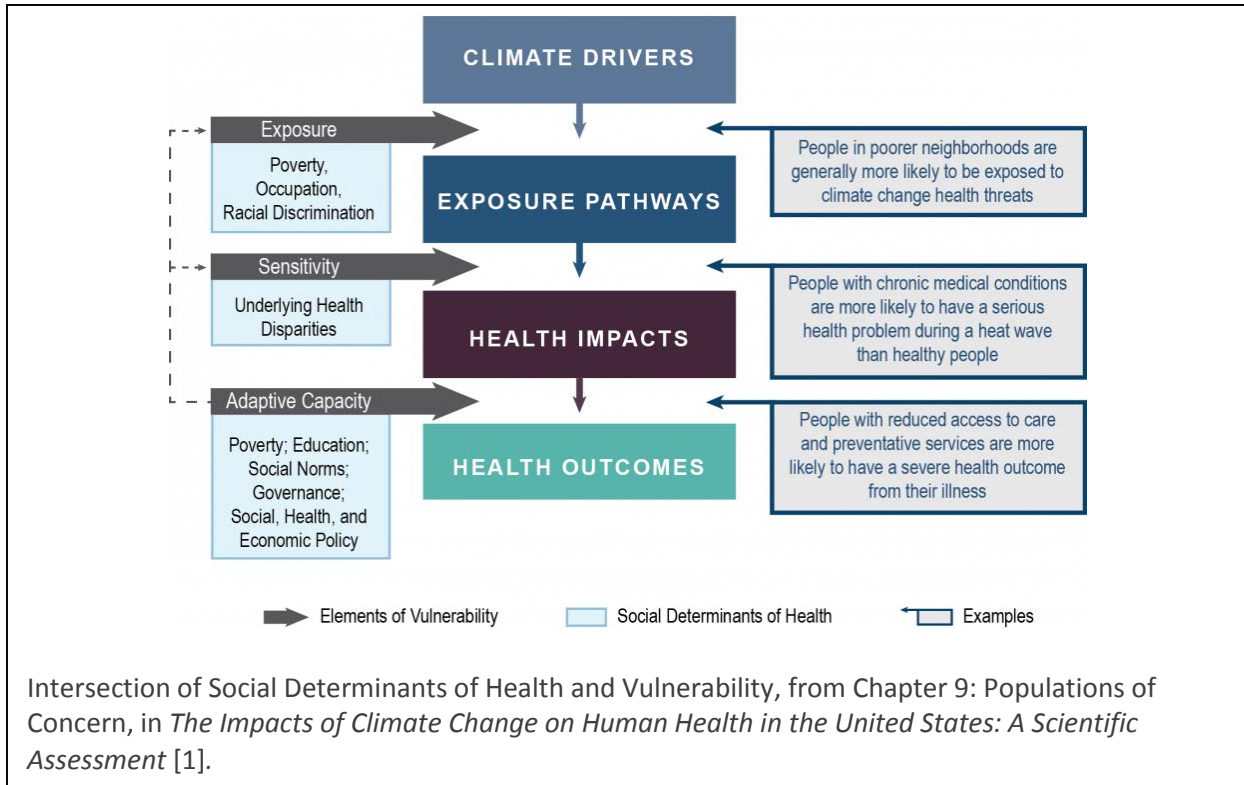 CLIMATE DRIVERS
Exposure
Poverty,
Occupation,
Racial Discrimination
People in poorer neighborhoods are
generally more likely to be exposed to
climate change health threats
EXPOSURE PATHWAYS
Sensitivity
Underlying Health
Disparities
People with chronic medical conditions
are more likely to have a serious
health problem during a heat wave
than healthy people
HEALTH IMPACTS
Adaptive Capacity
Poverty; Education;
Social Norms;
Governance;
Social, Health, and
Economic Policy
People with reduced access to care
and preventative services are more
likely to have a severe health outcome
from their illness
HEALTH OUTCOMES
Elements of Vulnerability
Social Determinants of Health
Examples
Intersection of Social Determinants of Health and Vulnerability, from Chapter 9: Populations of
Concern, in The Impacts of Climate Change on Human Health in the United States: A Scientific
Assessment [1].